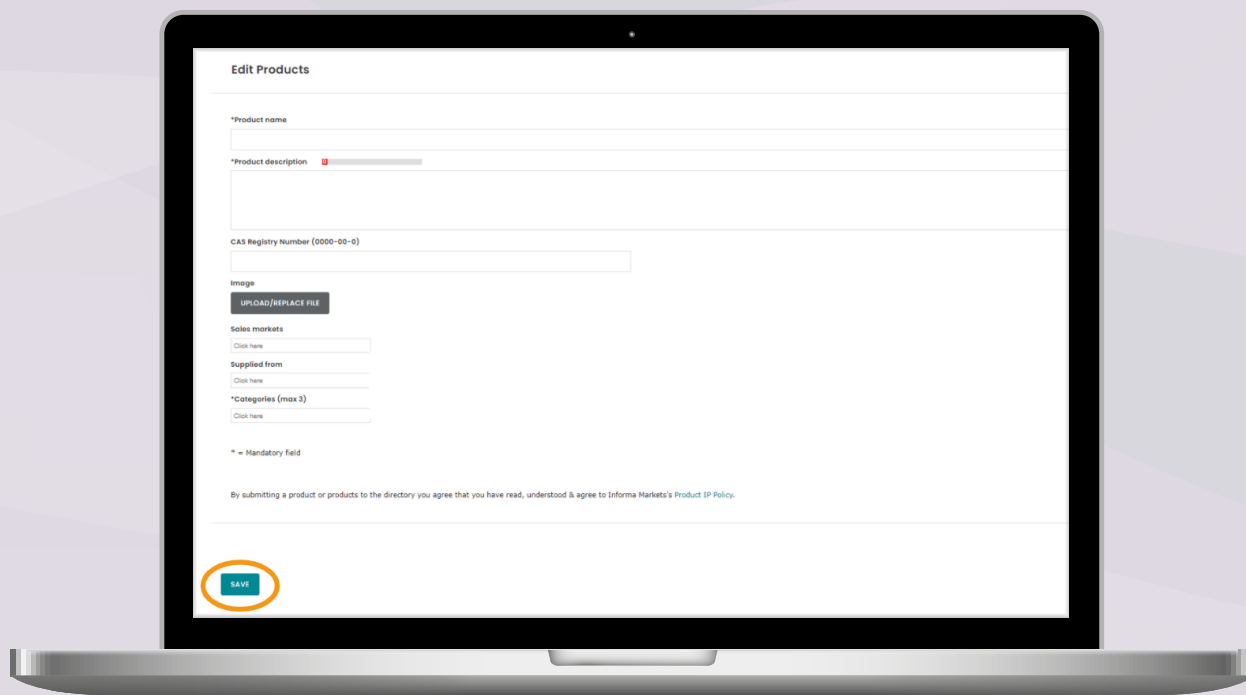 Edit Products
*Product name
*Product description 0
CAS Registry Number (0000-00-0)
Image
UPLOAD/REPLACE FILE
Sales markets
Click here
Supplied from
Click here
*Categories (max 3)
Click here
* = Mandatory field
By submitting a product or products to the directory you agree that you have read, understood & agree to Informa Markets's Product IP Policy.
SAVE